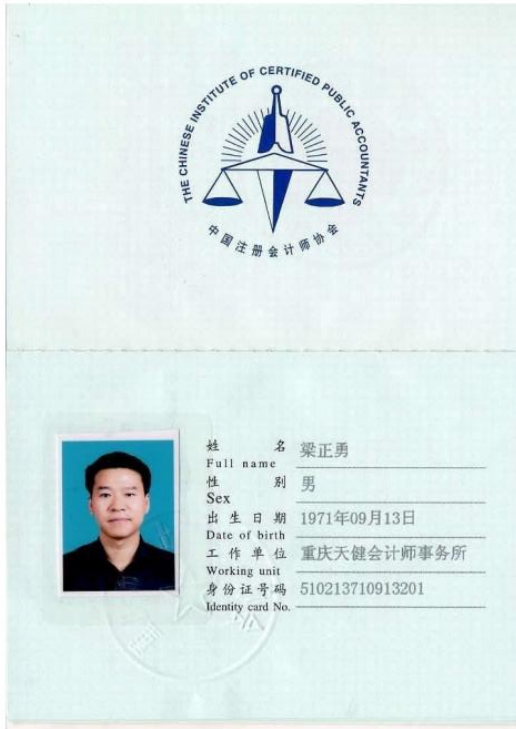 THE CHINESE INSTITUTE OF CERTIFIED PUBLIC ACCOUNTANTS
中国注册会计师协会
姓 名 梁正勇
Full name
性 别 男
Sex
出生日期 1971年09月13日
Date of birth
工作单位 重庆天健会计师事务所
Working unit
身份证号码 510213710913201
Identity card No.